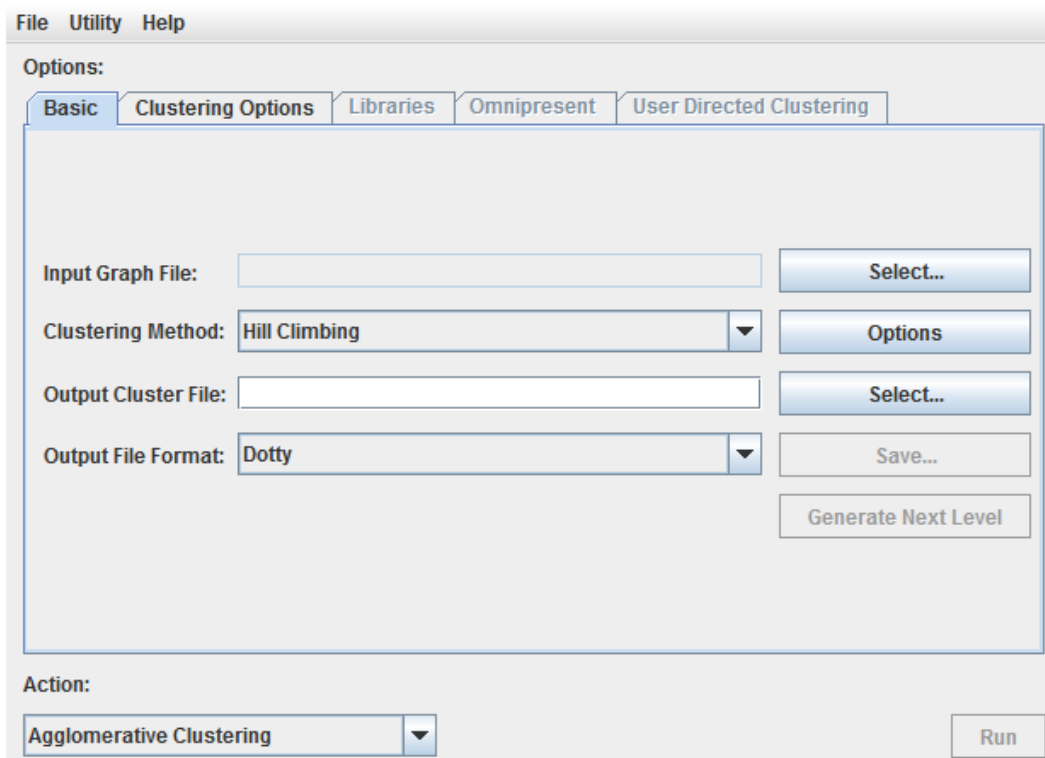 File Utility Help
Options:
Basic Clustering Options Libraries Omnipresent User Directed Clustering
Input Graph File: Select...
Clustering Method: Hill Climbing Options
Output Cluster File: Select...
Output File Format: Dotty Save...
Generate Next Level
Action:
Agglomerative Clustering Run